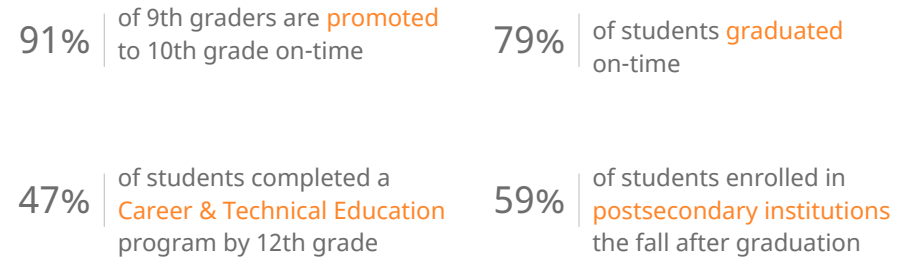 91%
of 9th graders are promoted
to 10th grade on-time
79%
of students graduated
on-time
47%
of students completed a
Career & Technical Education
program by 12th grade
59%
of students enrolled in
postsecondary institutions
the fall after graduation